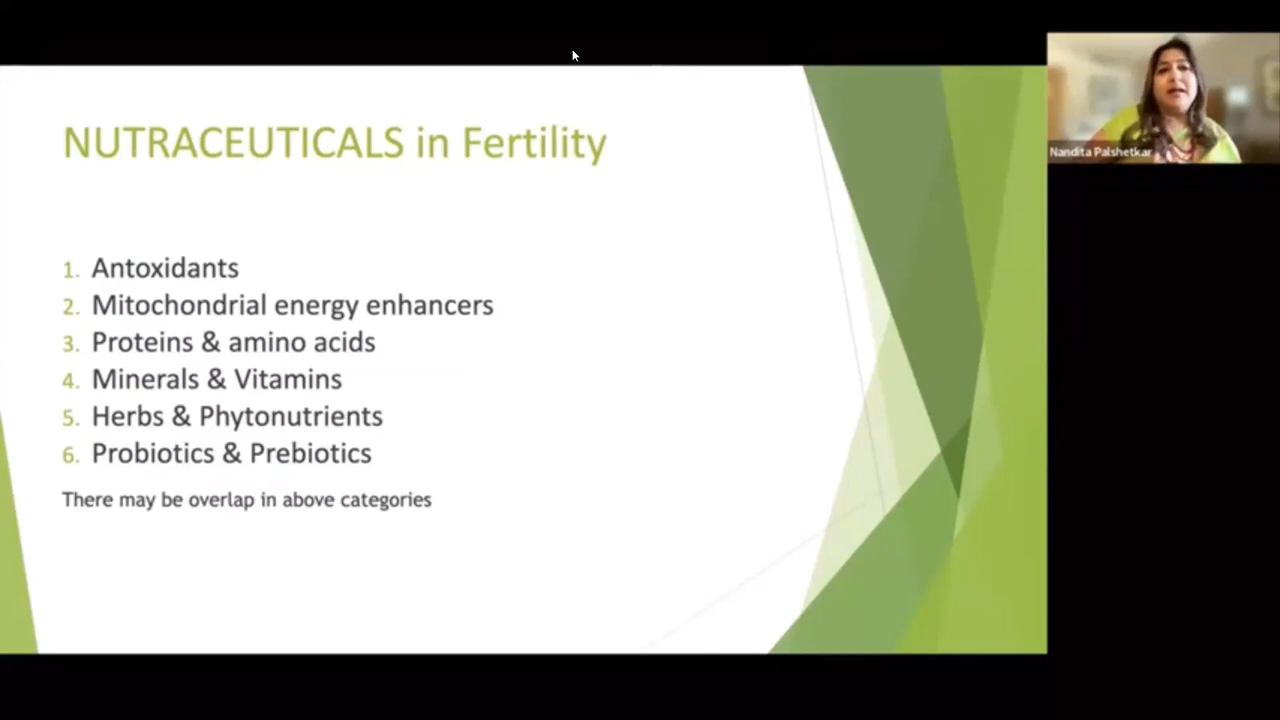 NUTRACEUTICALS in Fertility
1. Antoxidants
2. Mitochondrial energy enhancers
3. Proteins & amino acids
4. Minerals & Vitamins
5. Herbs & Phytonutrients
6. Probiotics & Prebiotics
There may be overlap in above categories
Nandita Palshetkar